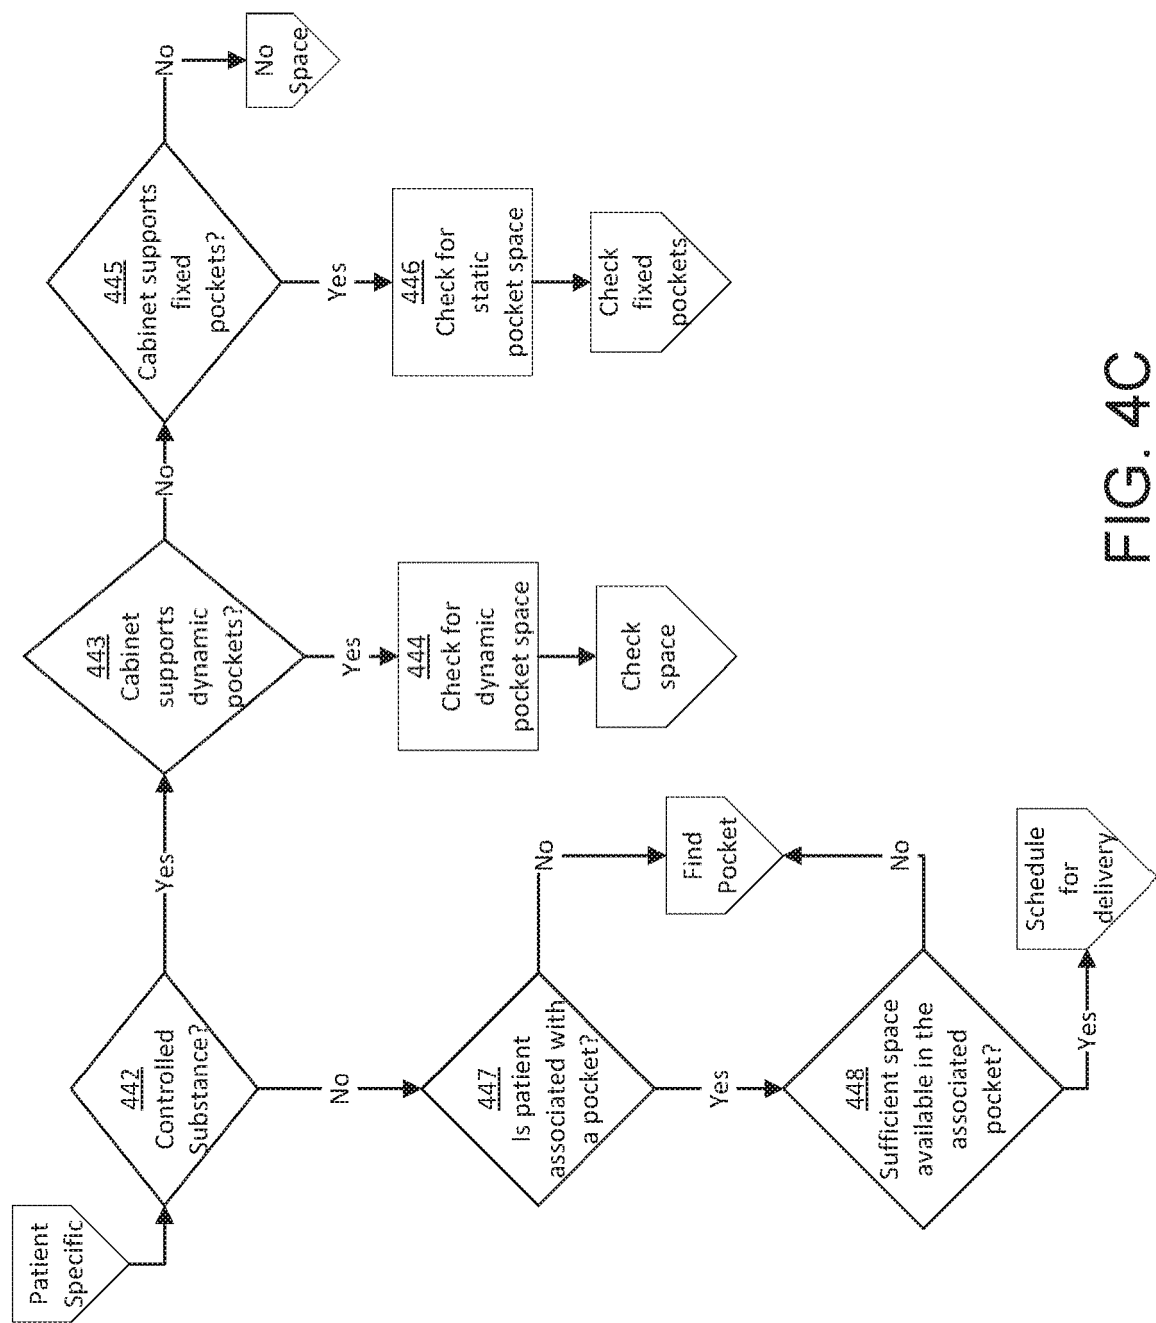 Patient
Specific
442
Controlled
Substance?
Yes
443
Cabinet
supports
dynamic
pockets?
No
445
Cabinet supports
fixed
pockets?
No
No
Space
Yes
444
Check for
dynamic
pocket space
Check
space
Yes
446
Check for
static
pocket space
Check
fixed
pockets
No
447
Is patient
associated with
a pocket?
No
Find
Pocket
Yes
448
Sufficient space
available in the
associated
pocket?
No
Yes
Schedule
for
delivery
FIG. 4C